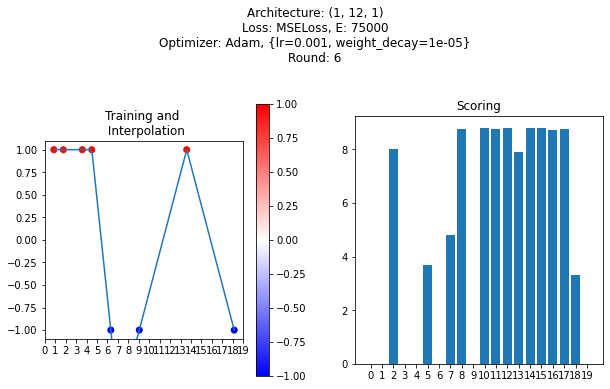 Architecture: (1, 12, 1)
Loss: MSELoss, E: 75000
Optimizer: Adam, {lr=0.001, weight_decay=1e-05}
Round: 6
Training and
Interpolation
1.00
0.75
0.50
0.25
0.00
−0.25
−0.50
−0.75
−1.00
0 1 2 3 4 5 6 7 8 9 10 11 12 13 14 15 16 17 18 19
1.00
0.75
0.50
0.25
0.00
−0.25
−0.50
−0.75
−1.00
Scoring
8
6
4
2
0
0 1 2 3 4 5 6 7 8 9 10 11 12 13 14 15 16 17 18 19